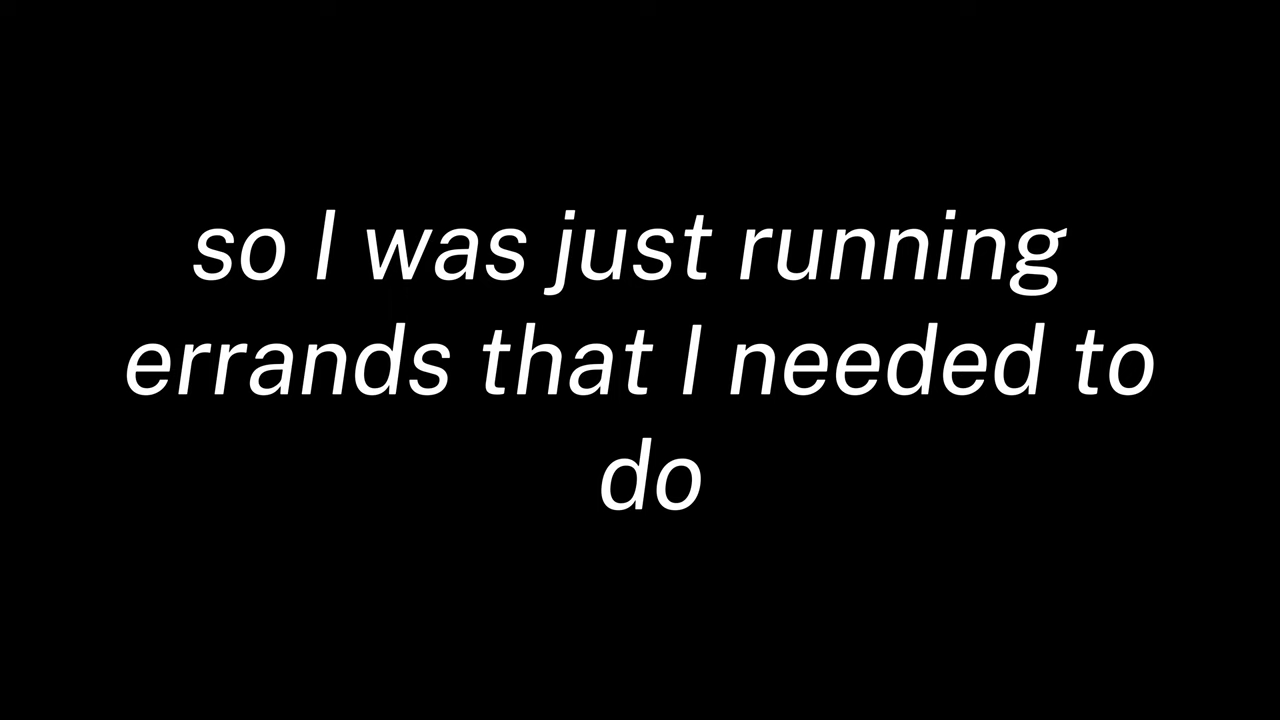 so I was just running
errands that I needed to
do